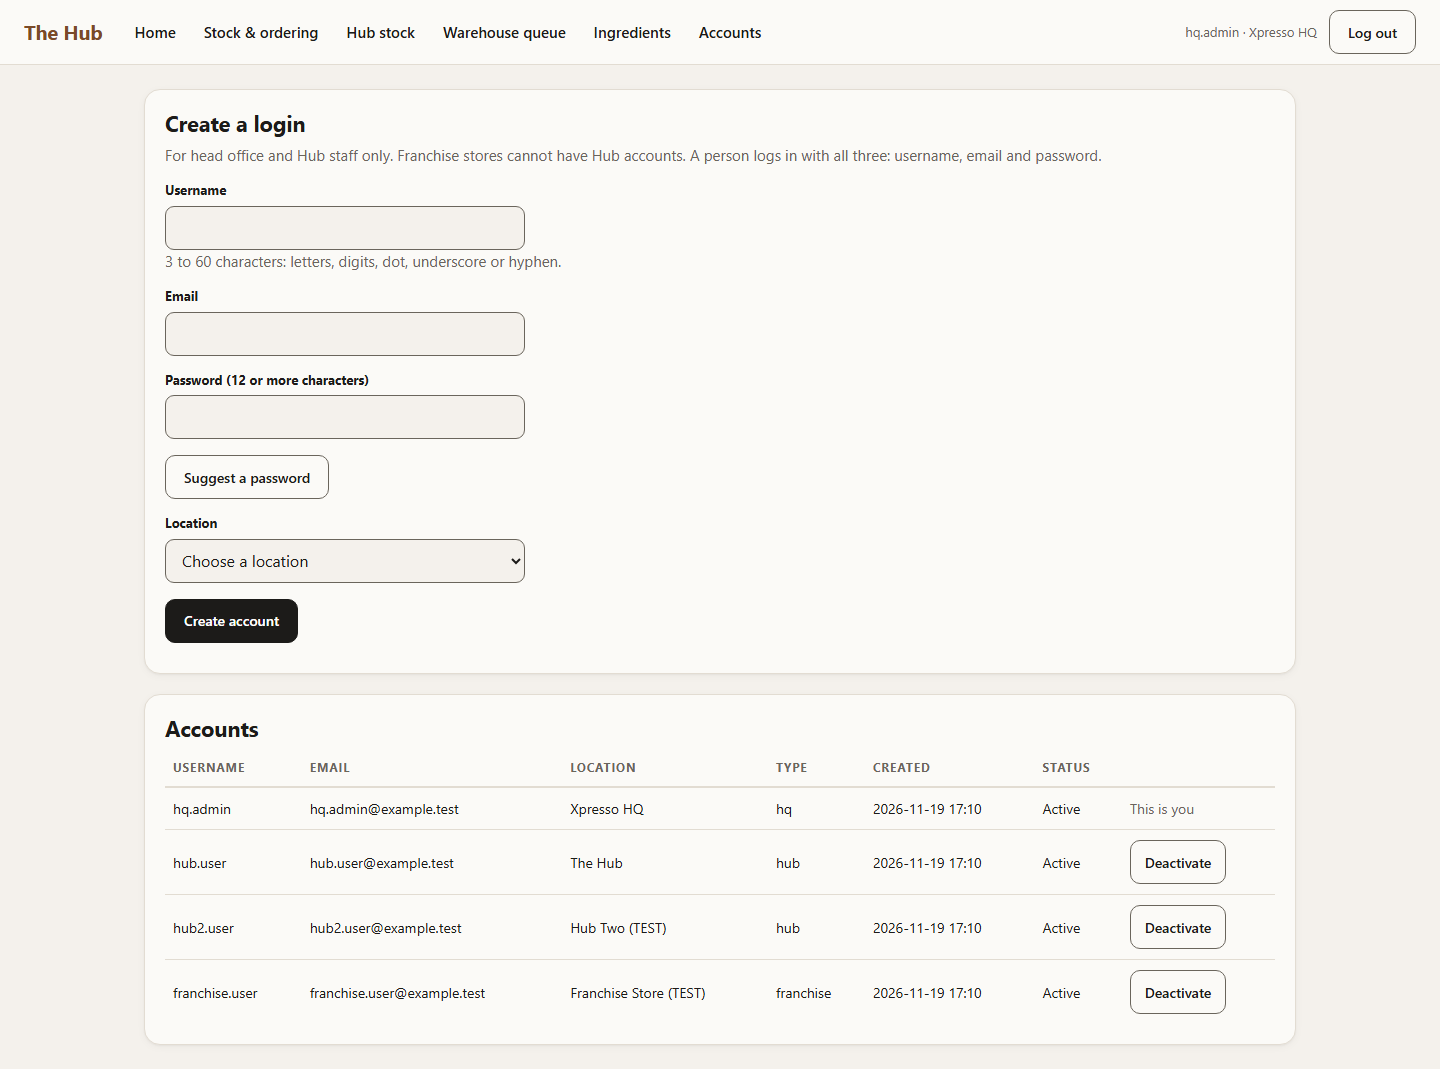 The Hub Home Stock & ordering Hub stock Warehouse queue Ingredients Accounts hq.admin · Xpresso HQ Log out
Create a login
For head office and Hub staff only. Franchise stores cannot have Hub accounts. A person logs in with all three: username, email and password.
Username
3 to 60 characters: letters, digits, dot, underscore or hyphen.
Email
Password (12 or more characters)
Suggest a password
Location
Choose a location
Create account
Accounts
USERNAME EMAIL LOCATION TYPE CREATED STATUS
hq.admin hq.admin@example.test Xpresso HQ hq 2026-11-19 17:10 Active This is you
hub.user hub.user@example.test The Hub hub 2026-11-19 17:10 Active Deactivate
hub2.user hub2.user@example.test Hub Two (TEST) hub 2026-11-19 17:10 Active Deactivate
franchise.user franchise.user@example.test Franchise Store (TEST) franchise 2026-11-19 17:10 Active Deactivate